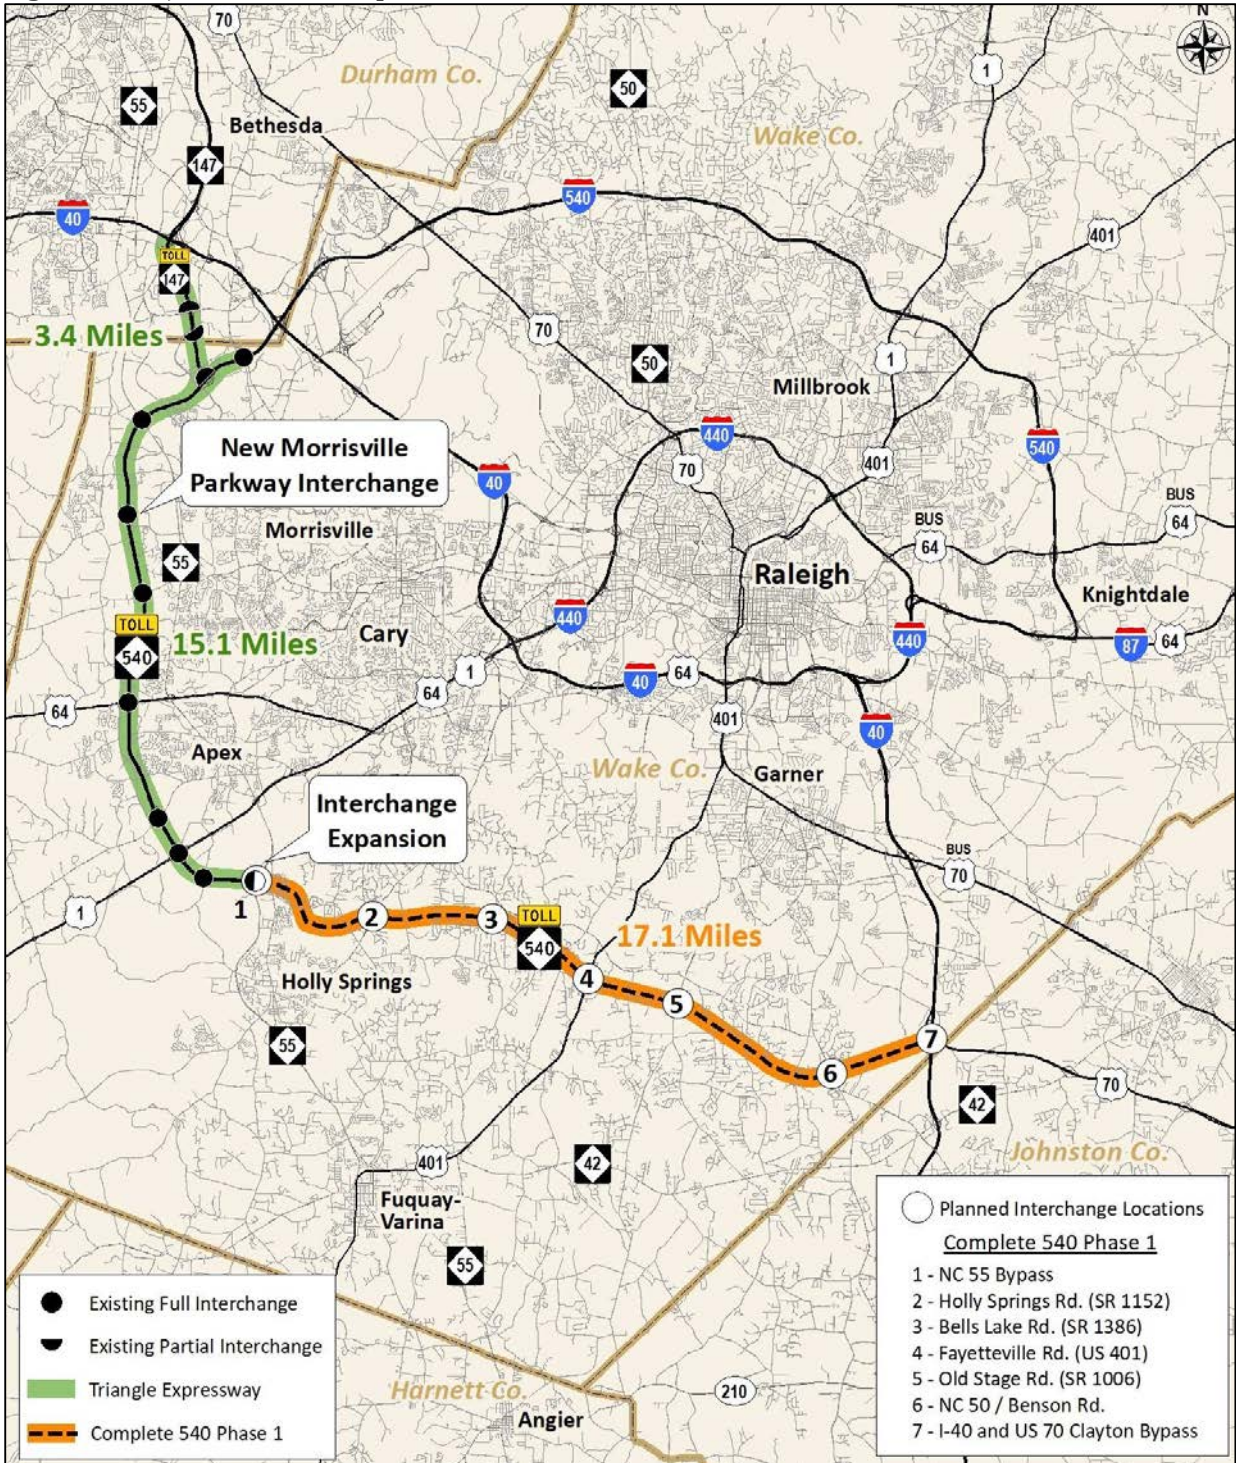 N
70
1
Durham Co.
50
55
Bethesda
Wake Co.
147
540
40
401
TOLL
147
3.4 Miles
70
1
50
Millbrook
New Morrisville
Parkway Interchange
440
540
70
401
40
BUS
64
Morrisville
BUS
64
55
Raleigh
Knightdale
440
TOLL
540
15.1 Miles
Cary
440
87
64
1
64
40
64
64
401
40
Apex
Wake Co.
Garner
Interchange
Expansion
BUS
70
1
1
2
3
TOLL
540
17.1 Miles
4
Holly Springs
5
55
7
6
70
42
Johnston Co.
401
42
Fuquay-
Varina
55
Harnett Co.
210
Angier
Existing Full Interchange
Existing Partial Interchange
Triangle Expressway
Complete 540 Phase 1
Planned Interchange Locations
Complete 540 Phase 1
1 - NC 55 Bypass
2 - Holly Springs Rd. (SR 1152)
3 - Bells Lake Rd. (SR 1386)
4 - Fayetteville Rd. (US 401)
5 - Old Stage Rd. (SR 1006)
6 - NC 50 / Benson Rd.
7 - I-40 and US 70 Clayton Bypass